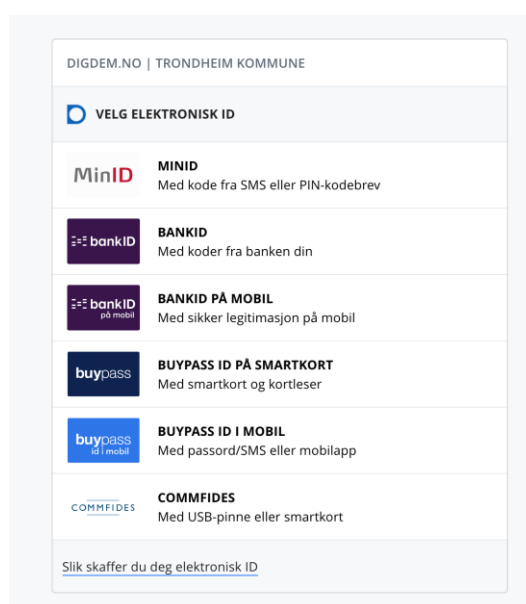 DIGDEM.NO | TRONDHEIM KOMMUNE
VELG ELEKTRONISK ID
MinID
MINID
Med kode fra SMS eller PIN-kodebrev
bankID
BANKID
Med koder fra banken din
bankID
på mobil
BANKID PÅ MOBIL
Med sikker legitimasjon på mobil
buypass
BUYPASS ID PÅ SMARTKORT
Med smartkort og kortleser
buypass
id i mobil
BUYPASS ID I MOBIL
Med passord/SMS eller mobilapp
COMMFIDES
COMMFIDES
Med USB-pinne eller smartkort
Slik skaffer du deg elektronisk ID